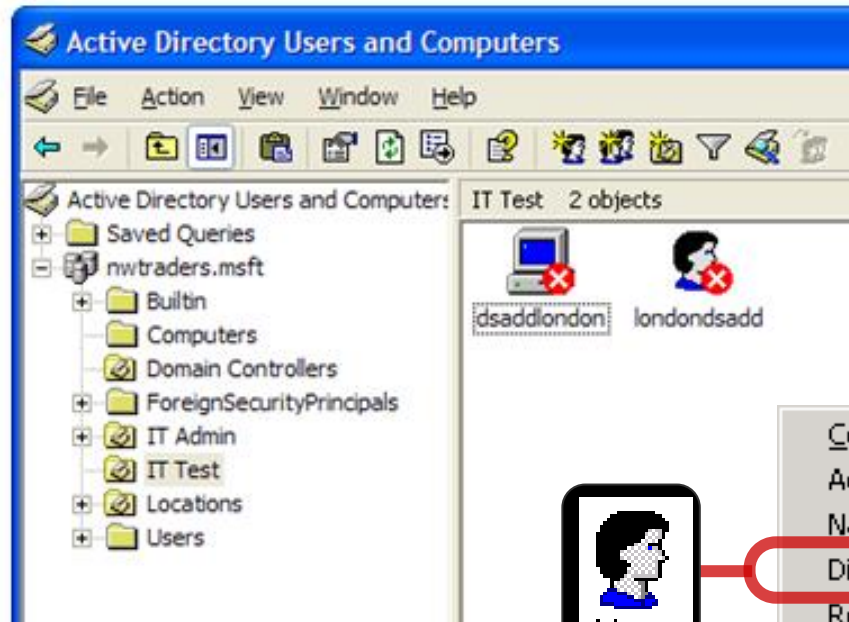 Active Directory Users and Computers
File Action View Window Help
Active Directory Users and Computers
IT Test 2 objects
Saved Queries
nwtraders.msft
Builtin
Computers
Domain Controllers
ForeignSecurityPrincipals
IT Admin
IT Test
Locations
Users
dsaddlondon londondsadd